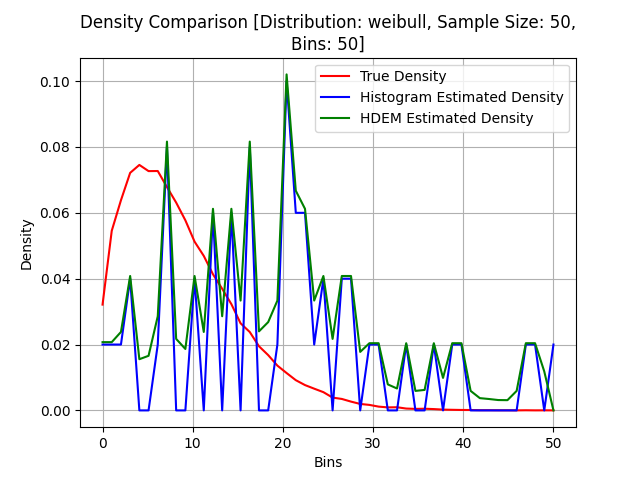 Density Comparison [Distribution: weibull, Sample Size: 50,
Bins: 50]
True Density
Histogram Estimated Density
HDEM Estimated Density
Density
0.10
0.08
0.06
0.04
0.02
0.00
0 10 20 30 40 50
Bins